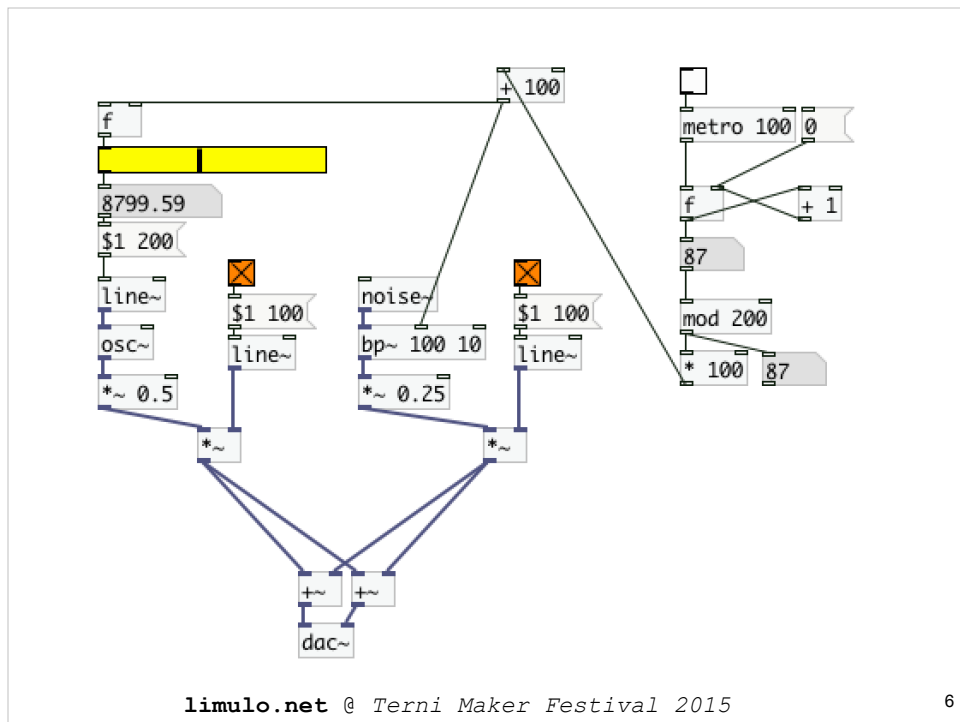 + 100
f
metro 100 0
8799.59
f + 1
$1 200
87
line~ $1 100 noise~ $1 100
mod 200
osc~ line~ bp~ 100 10 line~
* 100 87
*~ 0.5 *~ 0.25
*~ *~
+~ +~
dac~
limulo.net @ Terni Maker Festival 2015 6